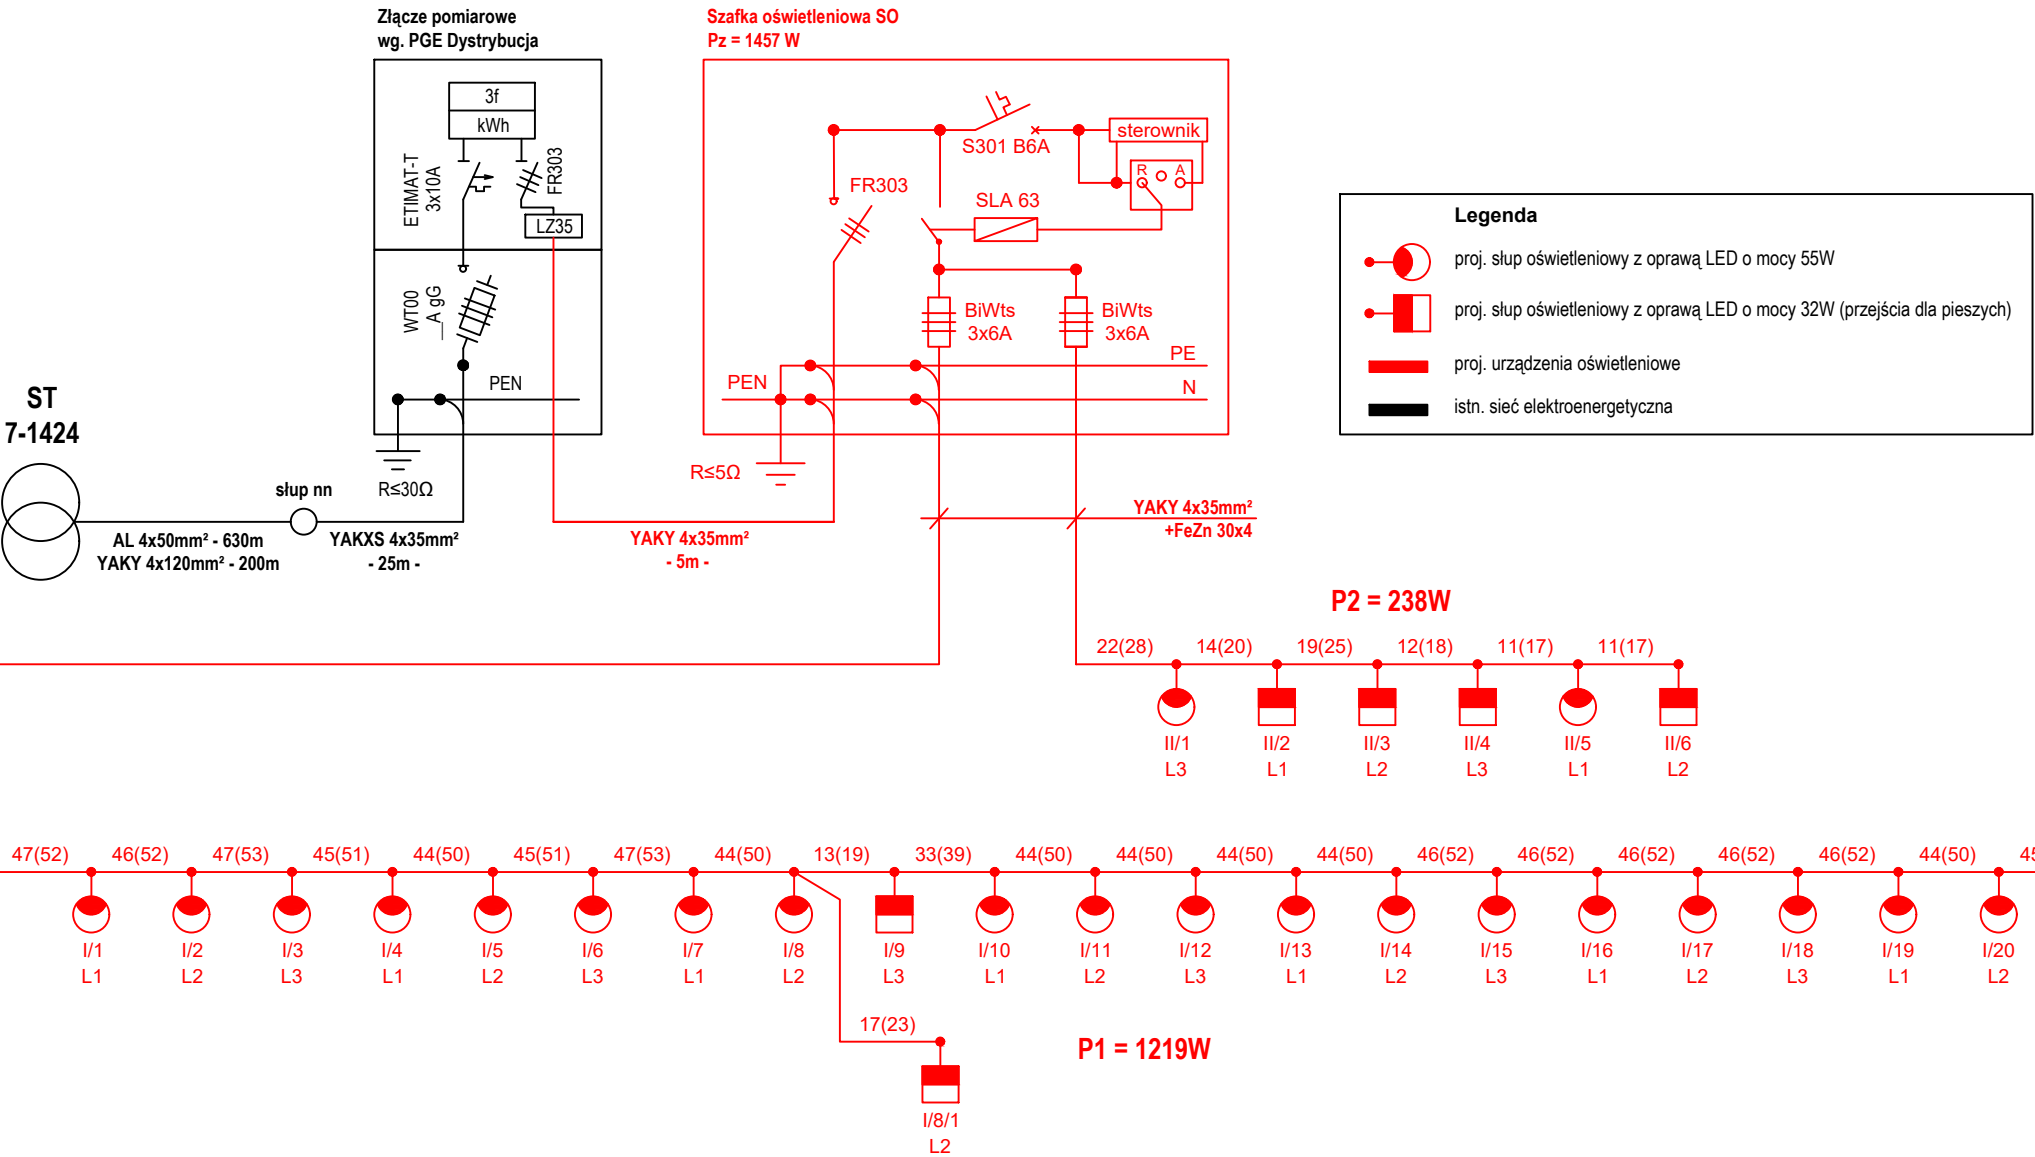 Złącze pomiarowe
wg. PGE Dystrybucja
3f
kWh
ETIMAT-T
3x10A
FR303
LZ35
WT00
_A gG
PEN
R≤30Ω
ST
7-1424
słup nn
AL 4x50mm² - 630m
YAKY 4x120mm² - 200m
YAKXS 4x35mm²
- 25m -
Szafka oświetleniowa SO
Pz = 1457 W
S301 B6A
sterownik
R A
FR303
SLA 63
BiWts
3x6A
BiWts
3x6A
PE
PEN
N
R≤5Ω
YAKY 4x35mm²
- 5m -
YAKY 4x35mm²
+FeZn 30x4
Legenda
proj. słup oświetleniowy z oprawą LED o mocy 55W
proj. słup oświetleniowy z oprawą LED o mocy 32W (przejścia dla pieszych)
proj. urządzenia oświetleniowe
istn. sieć elektroenergetyczna
P2 = 238W
22(28) 14(20) 19(25) 12(18) 11(17) 11(17)
II/1 II/2 II/3 II/4 II/5 II/6
L3 L1 L2 L3 L1 L2
47(52) 46(52) 47(53) 45(51) 44(50) 45(51) 47(53) 44(50) 13(19) 33(39) 44(50) 44(50) 44(50) 44(50) 46(52) 46(52) 46(52) 46(52) 46(52) 44(50) 45
I/1 I/2 I/3 I/4 I/5 I/6 I/7 I/8 I/9 I/10 I/11 I/12 I/13 I/14 I/15 I/16 I/17 I/18 I/19 I/20
L1 L2 L3 L1 L2 L3 L1 L2 L3 L1 L2 L3 L1 L2 L3 L1 L2 L3 L1 L2
17(23)
P1 = 1219W
I/8/1
L2